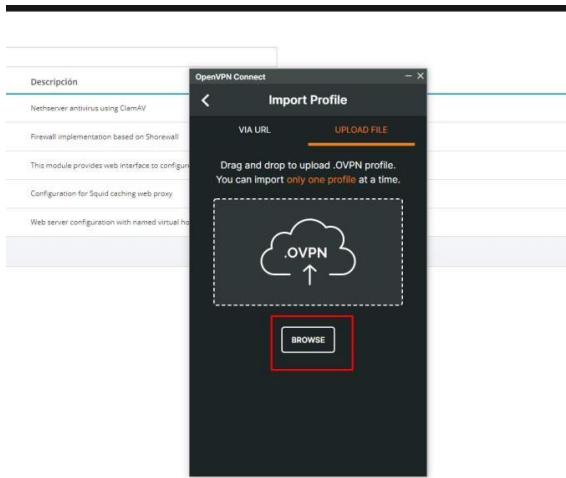 Descripción
Nethserver antivirus using ClamAV
Firewall implementation based on Shorewall
This module provides web interface to configure
Configuration for Squid caching web proxy
Web server configuration with named virtual
OpenVPN Connect
Import Profile
VIA URL UPLOAD FILE
Drag and drop to upload .OVPN profile.
You can import only one profile at a time.
.OVPN
BROWSE